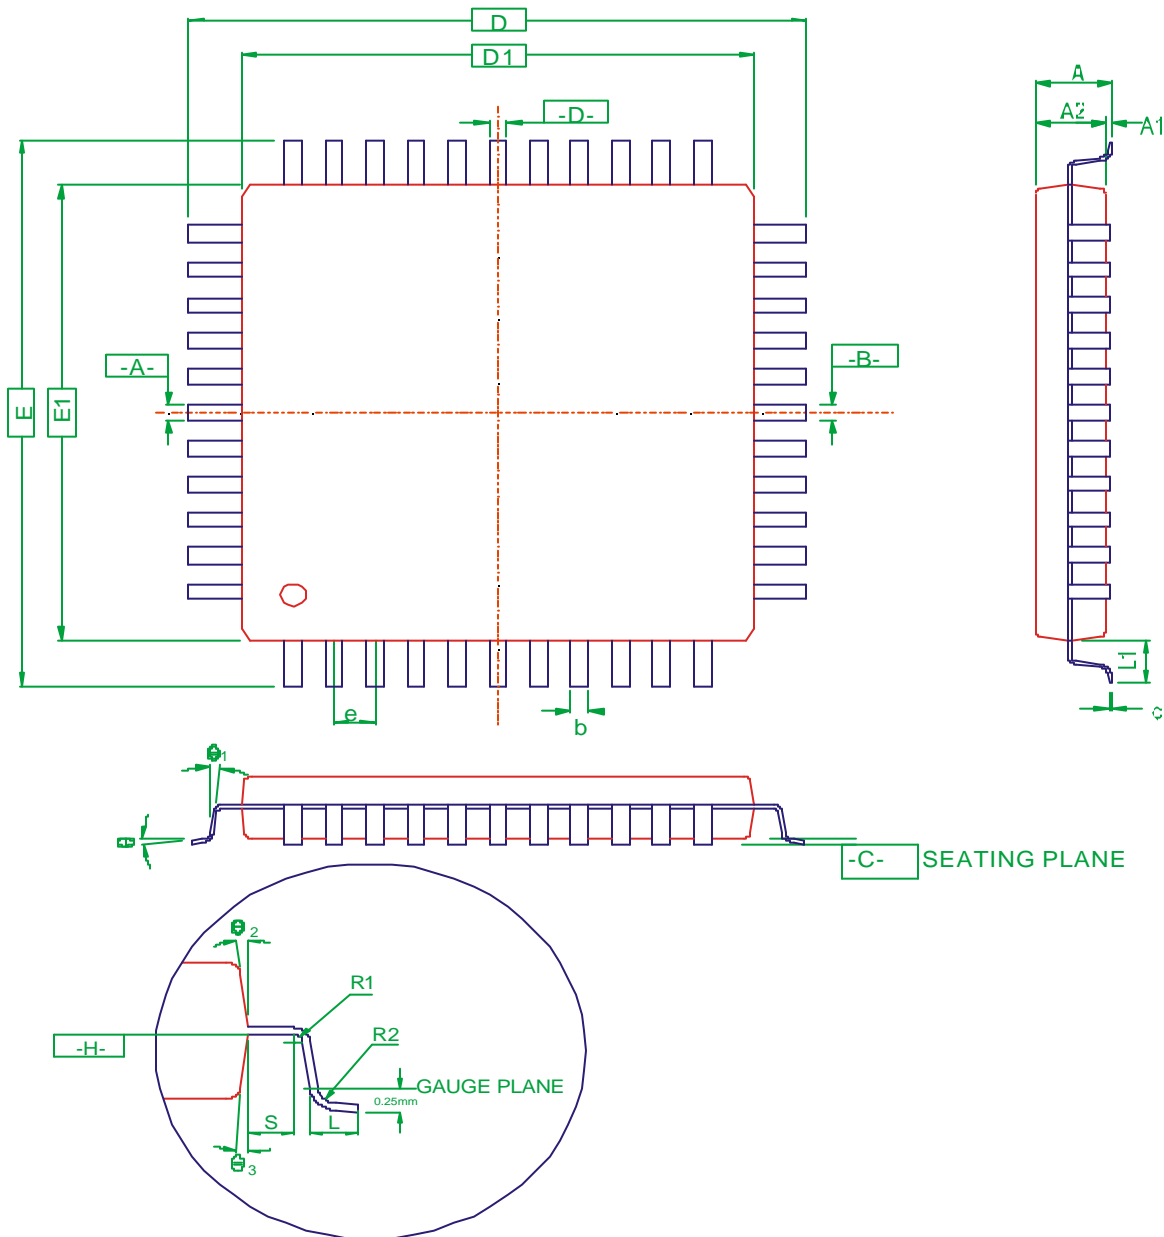 D
D1
A
-D-
A2
A1
-A-
-B-
E
E1
L1
e
b
c
θ1
θ
-C-
SEATING PLANE
θ2
R1
R2
-H-
GAUGE PLANE
0.25mm
S
L
θ3